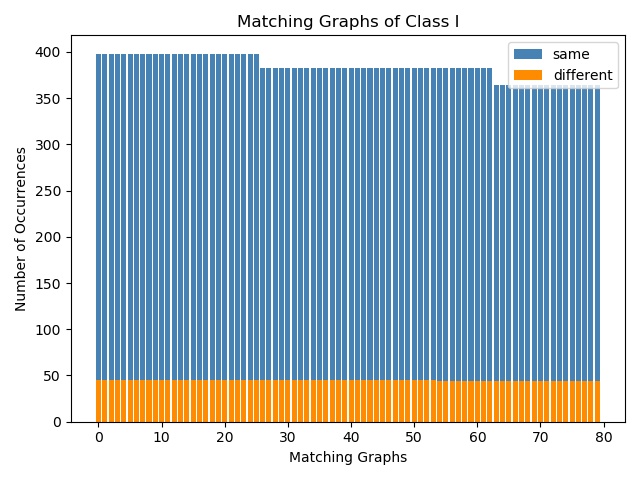 Matching Graphs of Class I
same
different
Number of Occurrences
400
350
300
250
200
150
100
50
0
0 10 20 30 40 50 60 70 80
Matching Graphs